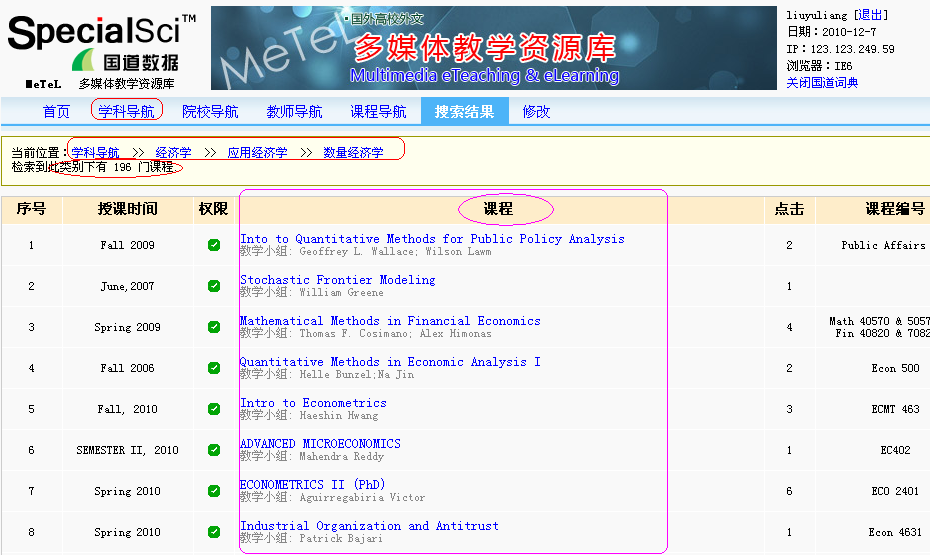 SpecialSci™
国道数据
MeTeL 多媒体教学资源库
MeTeL
国外高校外文
多媒体教学资源库
Multimedia eTeaching & eLearning
liuyuliang [退出]
日期：2010-12-7
IP：123.123.249.59
浏览器：IE6
关闭国道词典
首页 学科导航 院校导航 教师导航 课程导航 搜索结果 修改
当前位置：学科导航 >> 经济学 >> 应用经济学 >> 数量经济学
检索到此类别下有 196 门课程.
序号 授课时间 权限 课程 点击 课程编号
1 Fall 2009 Into to Quantitative Methods for Public Policy Analysis 2 Public Affairs
教学小组: Geoffrey L. Wallace; Wilson Lawm
2 June,2007 Stochastic Frontier Modeling 1
教学小组: William Greene
3 Spring 2009 Mathematical Methods in Financial Economics 4 Math 40570 & 5057
教学小组: Thomas F. Cosimano; Alex Himonas Fin 40820 & 7082
4 Fall 2006 Quantitative Methods in Economic Analysis I 2 Econ 500
教学小组: Helle Bunzel;Na Jin
5 Fall, 2010 Intro to Econometrics 3 ECMT 463
教学小组: Haeshin Hwang
6 SEMESTER II, 2010 ADVANCED MICROECONOMICS 1 EC402
教学小组: Mahendra Reddy
7 Spring 2010 ECONOMETRICS II (PhD) 6 ECO 2401
教学小组: Aguirregabiria Victor
8 Spring 2010 Industrial Organization and Antitrust 1 Econ 4631
教学小组: Patrick Bajari